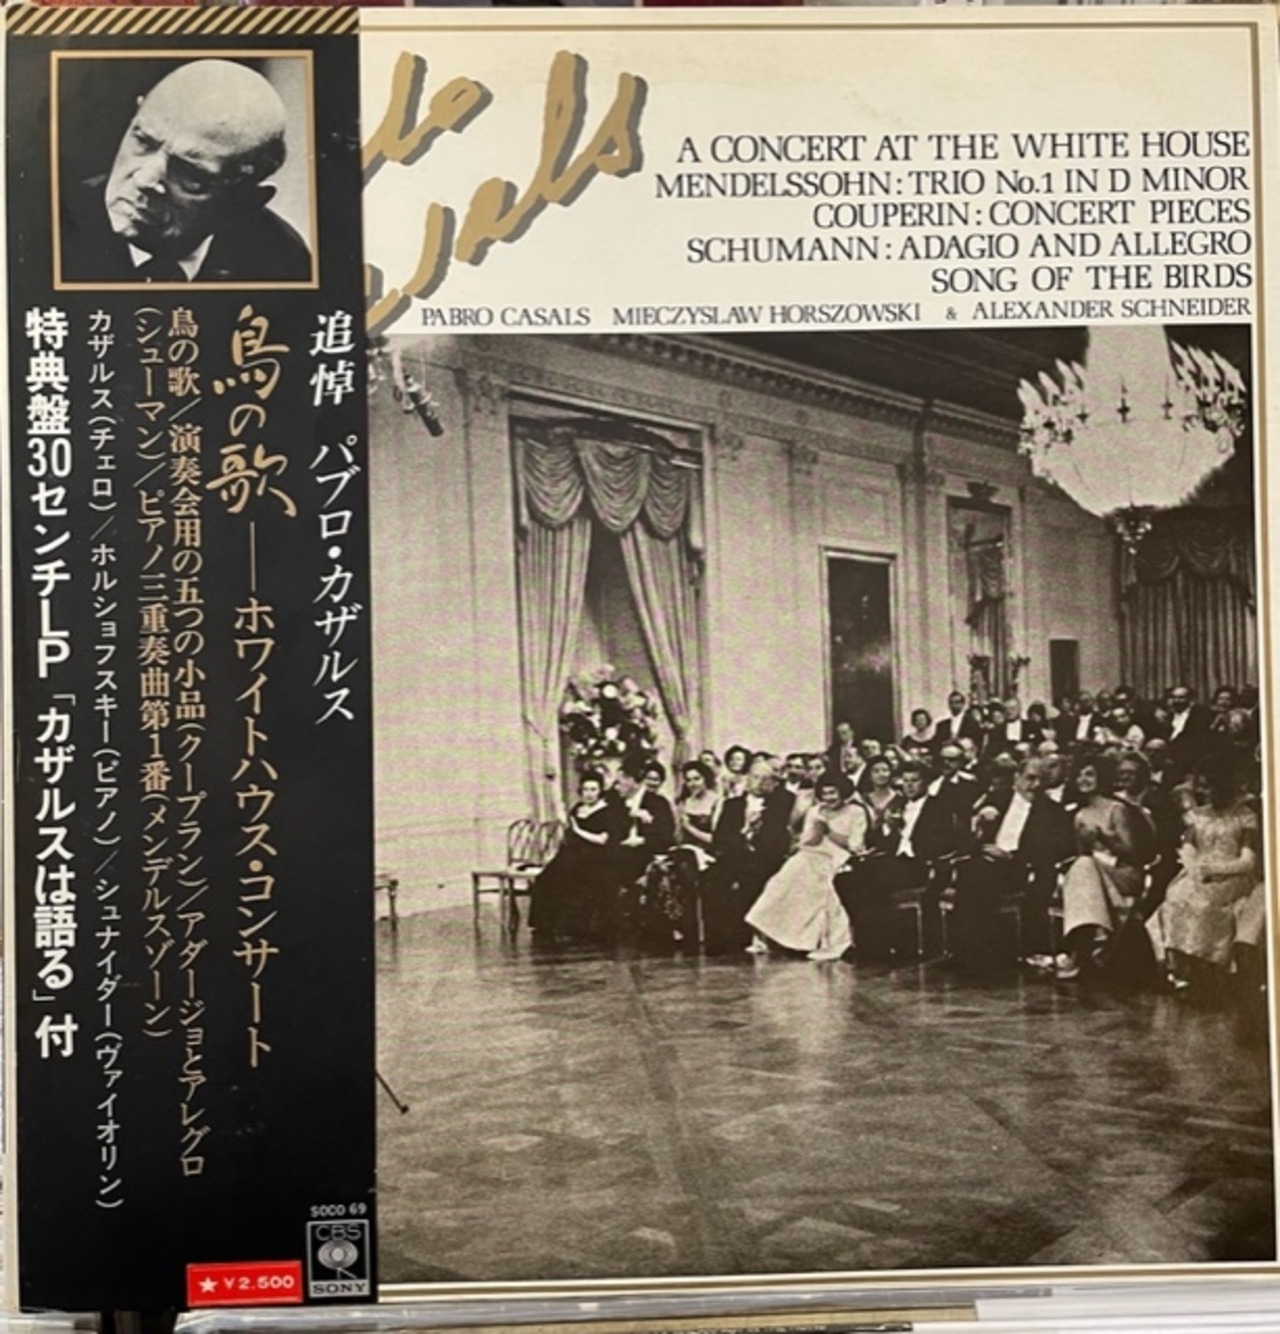 追悼 パブロ・カザルス
鳥の歌——ホワイトハウス・コンサート
鳥の歌／演奏会用の五つの小品(クープラン)／アダージョとアレグロ
(シューマン)／ピアノ三重奏曲第1番(メンデルスゾーン)
カザルス(チェロ)／ホルショフスキー(ピアノ)／シュナイダー(ヴァイオリン)
特典盤30センチLP「カザルスは語る」付
SOCO 69
CBS
SONY
★ ¥2,500
lo
sals
A CONCERT AT THE WHITE HOUSE
MENDELSSOHN: TRIO No.1 IN D MINOR
COUPERIN: CONCERT PIECES
SCHUMANN: ADAGIO AND ALLEGRO
SONG OF THE BIRDS
PABRO CASALS MIECZYSLAW HORSZOWSKI & ALEXANDER SCHNEIDER